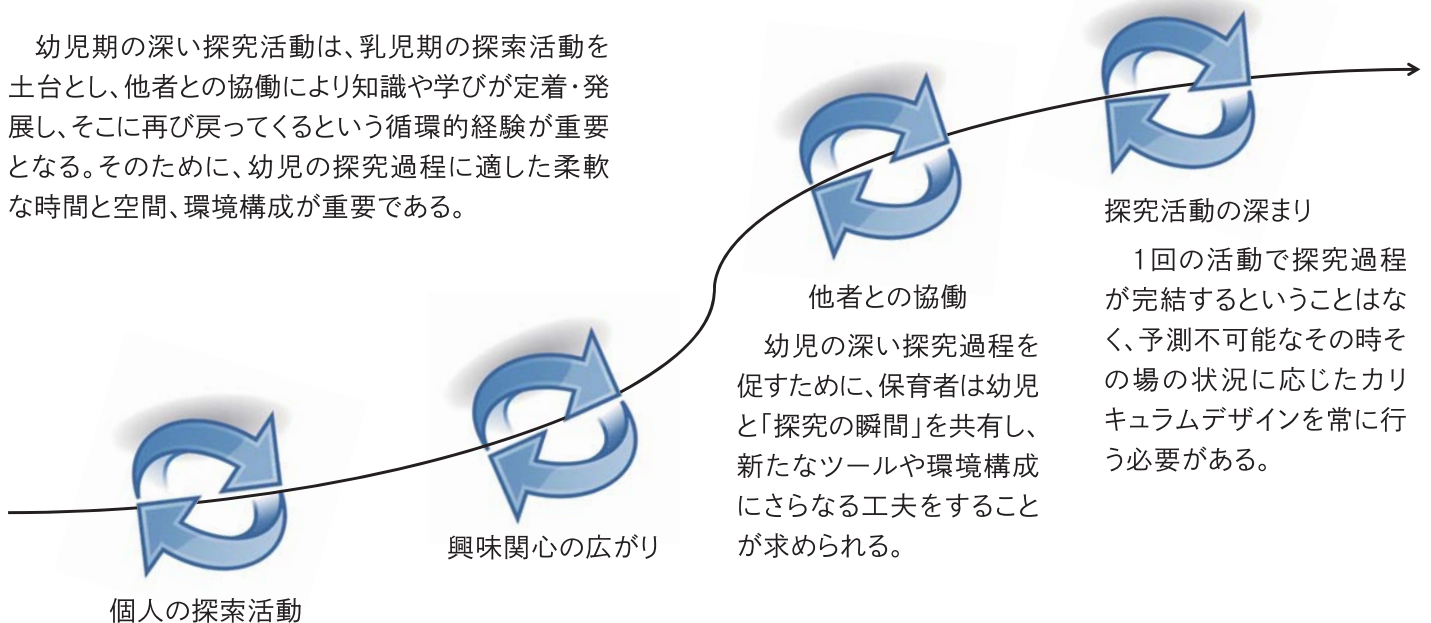 幼児期の深い探究活動は、乳児期の探索活動を
土台とし、他者との協働により知識や学びが定着・発
展し、そこに再び戻ってくるという循環的経験が重要
となる。そのために、幼児の探究過程に適した柔軟
な時間と空間、環境構成が重要である。
個人の探索活動
興味関心の広がり
他者との協働
幼児の深い探究過程を
促すために、保育者は幼児
と「探究の瞬間」を共有し、
新たなツールや環境構成
にさらなる工夫をすること
が求められる。
探究活動の深まり
1回の活動で探究過程
が完結するということはな
く、予測不可能なその時そ
の場の状況に応じたカリ
キュラムデザインを常に行
う必要がある。